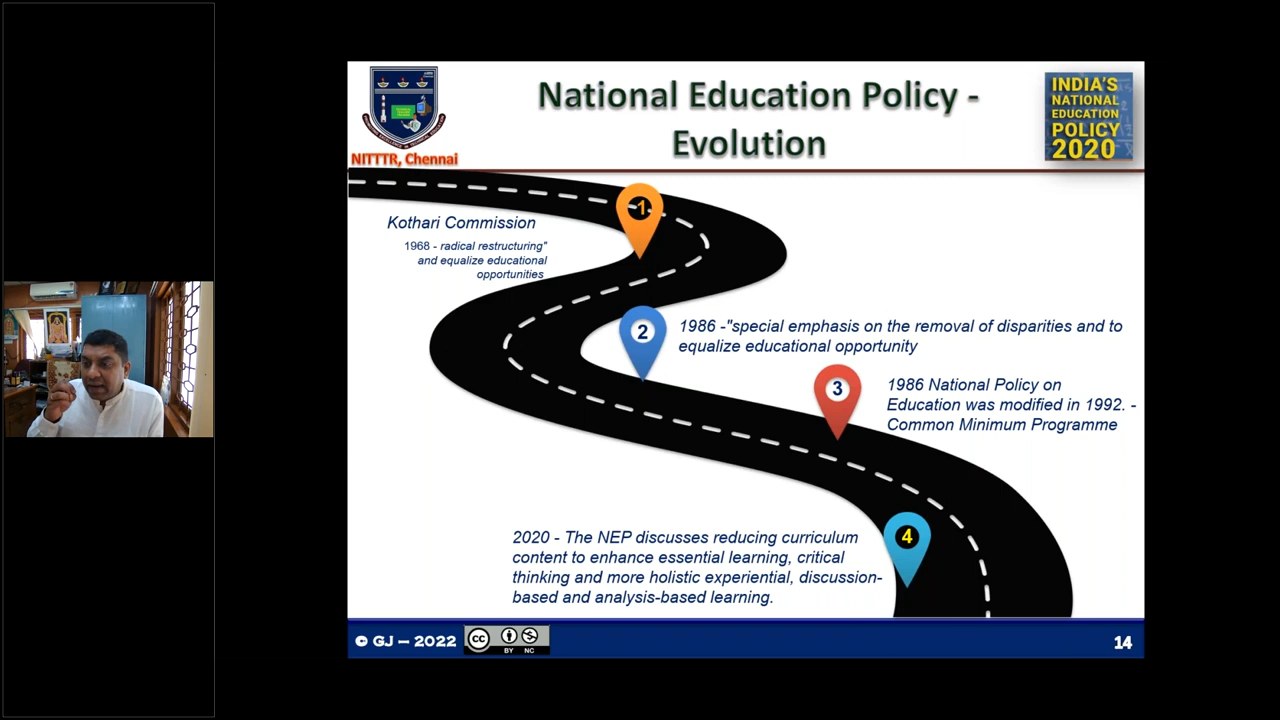 National Education Policy -
Evolution
NITTTR, Chennai
INDIA'S
NATIONAL
EDUCATION
POLICY
2020
1
Kothari Commission
1968 - radical restructuring"
and equalize educational
opportunities
2
1986 -"special emphasis on the removal of disparities and to
equalize educational opportunity
3
1986 National Policy on
Education was modified in 1992. -
Common Minimum Programme
4
2020 - The NEP discusses reducing curriculum
content to enhance essential learning, critical
thinking and more holistic experiential, discussion-
based and analysis-based learning.
© GJ – 2022
cc
BY NC
14